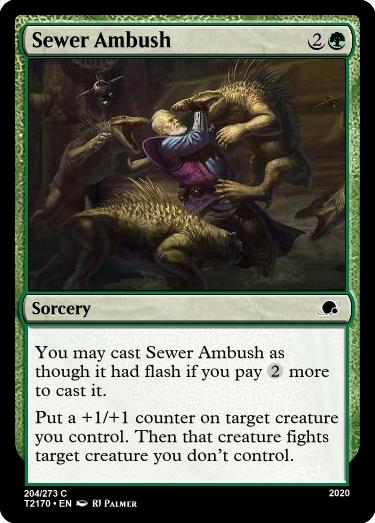 Sewer Ambush 2
Sorcery
You may cast Sewer Ambush as
though it had flash if you pay 2 more
to cast it.
Put a +1/+1 counter on target creature
you control. Then that creature fights
target creature you don't control.
204/273 C 2020
T2170 • EN RJ PALMER